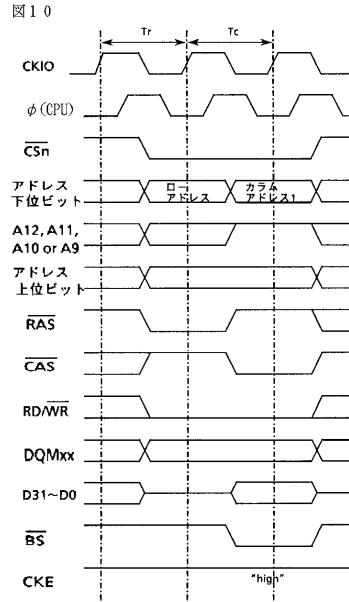 図10
Tr
Tc
CKIO
φ(CPU)
CSn
アドレス
下位ビット
ロー
アドレス
カラム
アドレス1
A12, A11,
A10 or A9
アドレス
上位ビット
RAS
CAS
RD/WR
DQMxx
D31~D0
BS
CKE
"high"